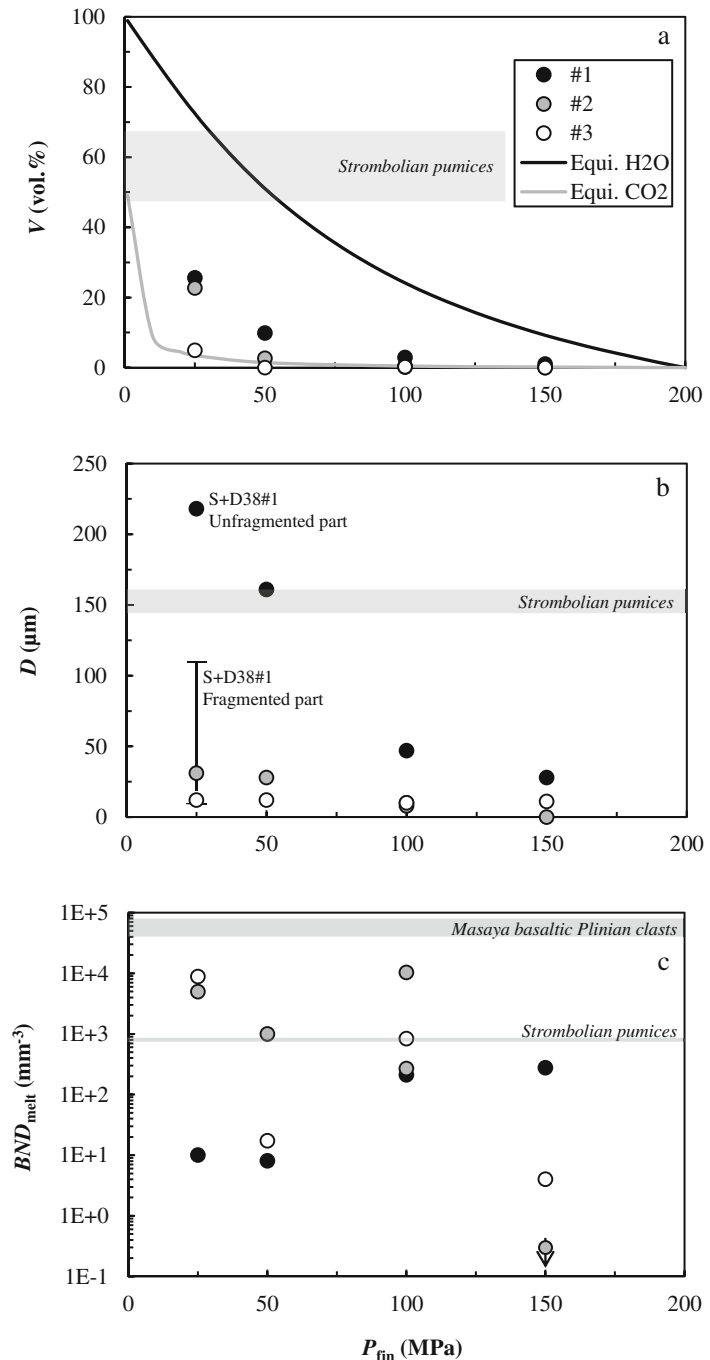 a
100
80
60
40
20
0
V (vol.%)
#1
#2
#3
Equi. H2O
Equi. CO2
Strombolian pumices
0 50 100 150 200
b
250
200
150
100
50
0
D (µm)
S+D38#1
Unfragmented part
Strombolian pumices
S+D38#1
Fragmented part
0 50 100 150 200
1E+5
1E+4
1E+3
1E+2
1E+1
1E+0
1E-1
BNDmelt (mm-3)
Masaya basaltic Plinian clasts
c
Strombolian pumices
0 50 100 150 200
Pfin (MPa)